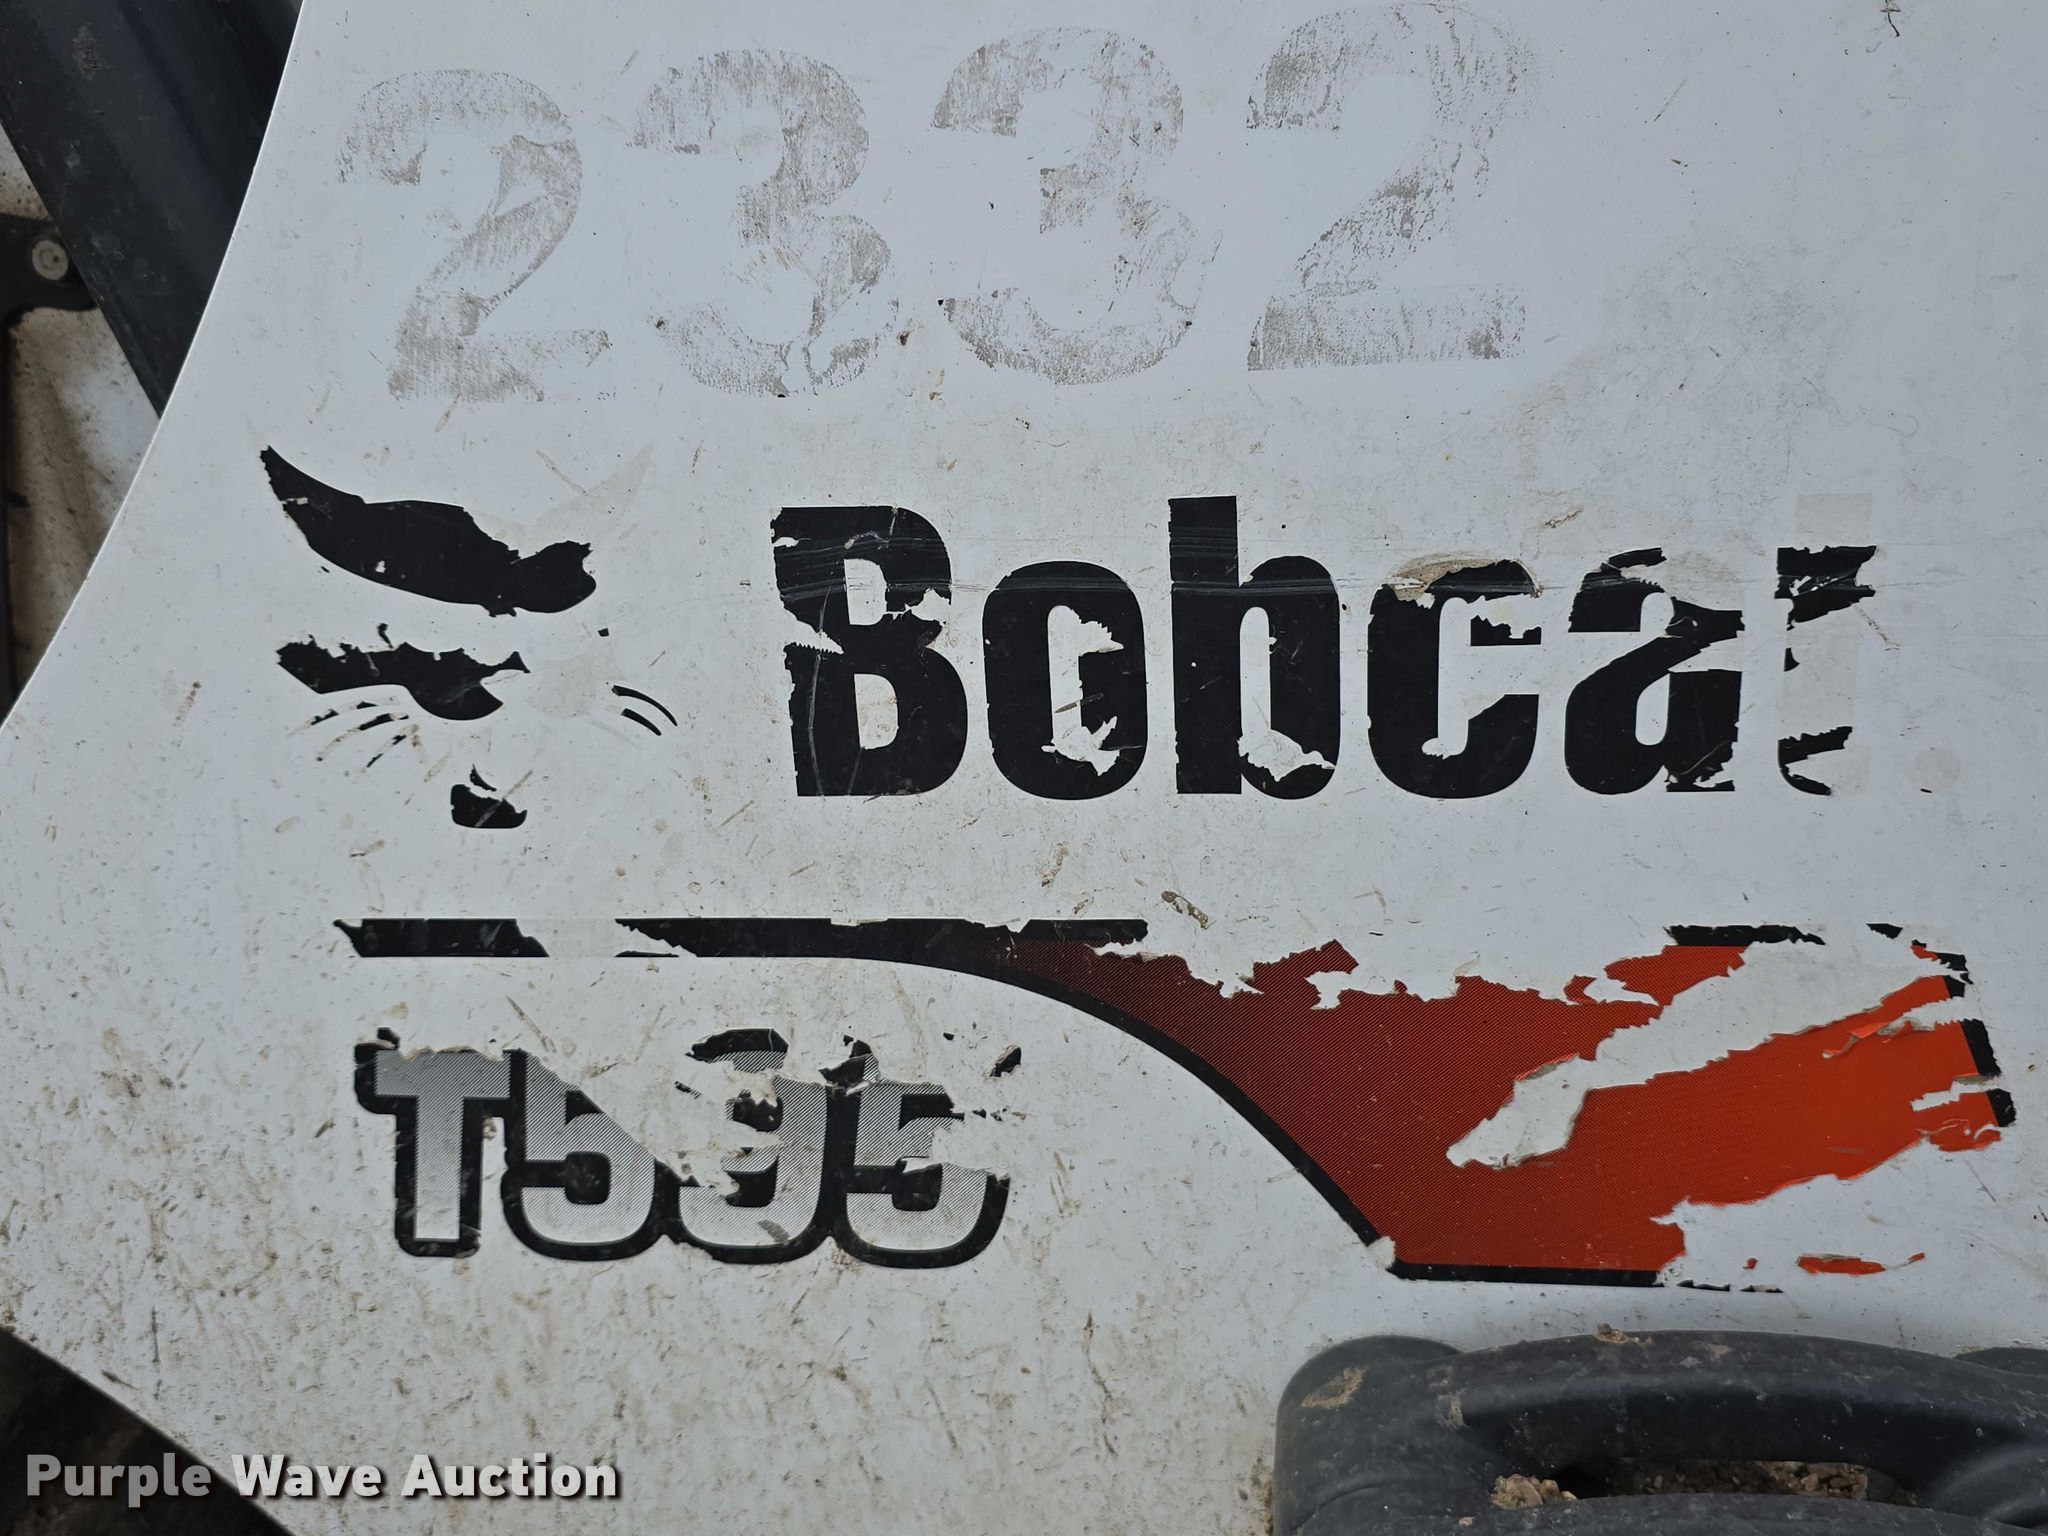 2332
Bobcat
T595
Purple Wave Auction